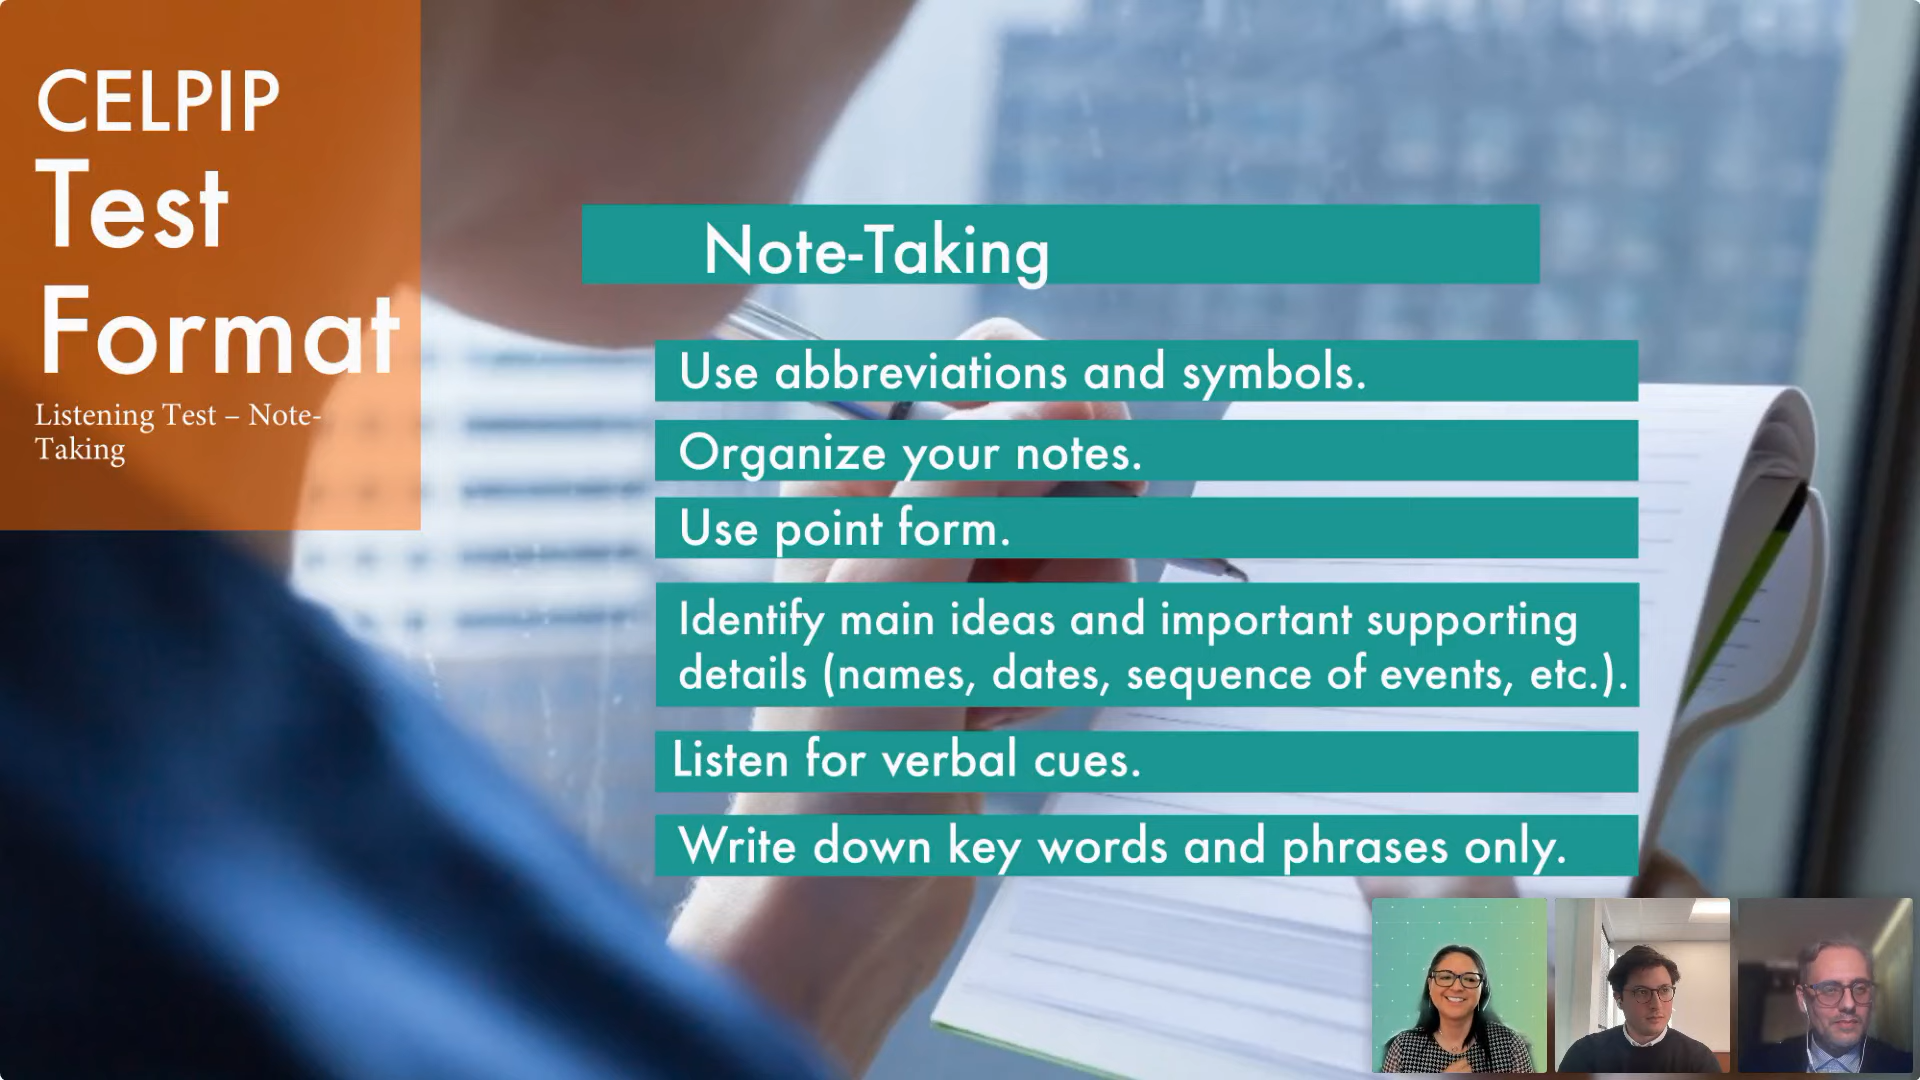 CELPIP
Test
Format
Listening Test – Note-
Taking
Note-Taking
Use abbreviations and symbols.
Organize your notes.
Use point form.
Identify main ideas and important supporting
details (names, dates, sequence of events, etc.).
Listen for verbal cues.
Write down key words and phrases only.